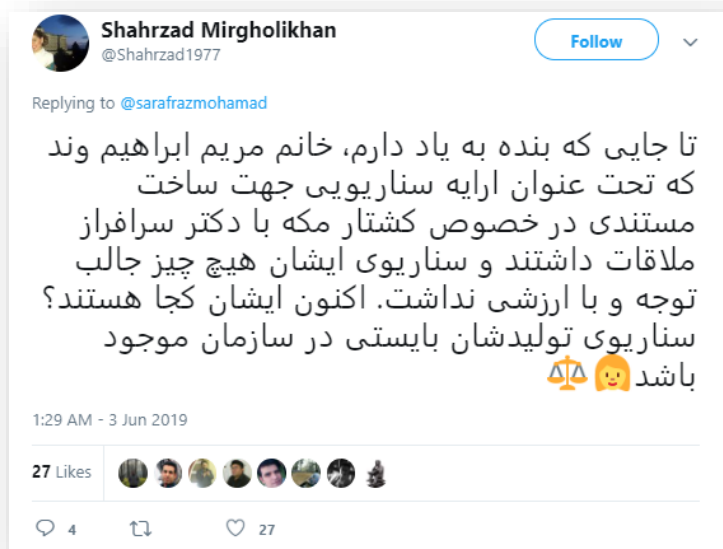 Shahrzad Mirgholikhan
@Shahrzad1977
Follow
Replying to @sarafrazmohamad
تا جایی که بنده به یاد دارم، خانم مریم ابراهیم وند
که تحت عنوان ارایه سناریویی جهت ساخت
مستندی در خصوص کشتار مکه با دکتر سرافراز
ملاقات داشتند و سناریوی ایشان هیچ چیز جالب
توجه و با ارزشی نداشت. اکنون ایشان کجا هستند؟
سناریوی تولیدشان بایستی در سازمان موجود
باشد👩⚖️
1:29 AM - 3 Jun 2019
27 Likes
4 27